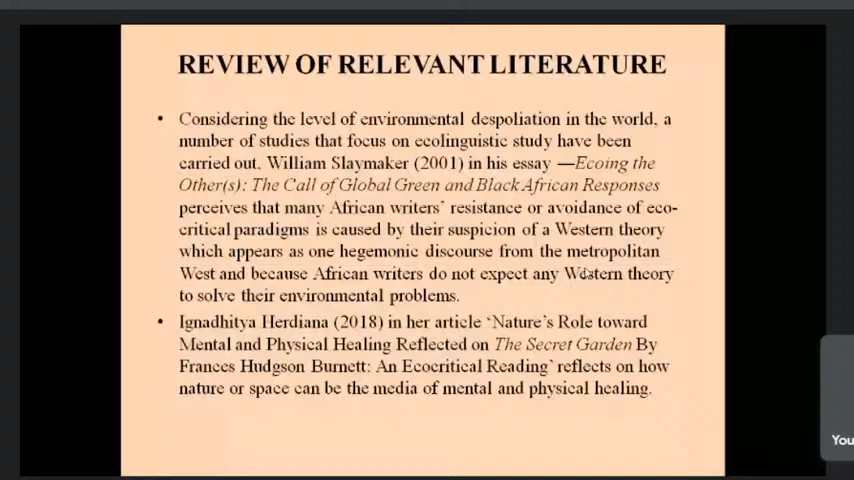 REVIEW OF RELEVANT LITERATURE
• Considering the level of environmental despoliation in the world, a
number of studies that focus on ecolinguistic study have been
carried out. William Slaymaker (2001) in his essay —Ecoing the
Other(s): The Call of Global Green and Black African Responses
perceives that many African writers' resistance or avoidance of eco-
critical paradigms is caused by their suspicion of a Western theory
which appears as one hegemonic discourse from the metropolitan
West and because African writers do not expect any Western theory
to solve their environmental problems.
• Ignadhitya Herdiana (2018) in her article 'Nature's Role toward
Mental and Physical Healing Reflected on The Secret Garden By
Frances Hudgson Burnett: An Ecocritical Reading' reflects on how
nature or space can be the media of mental and physical healing.
You